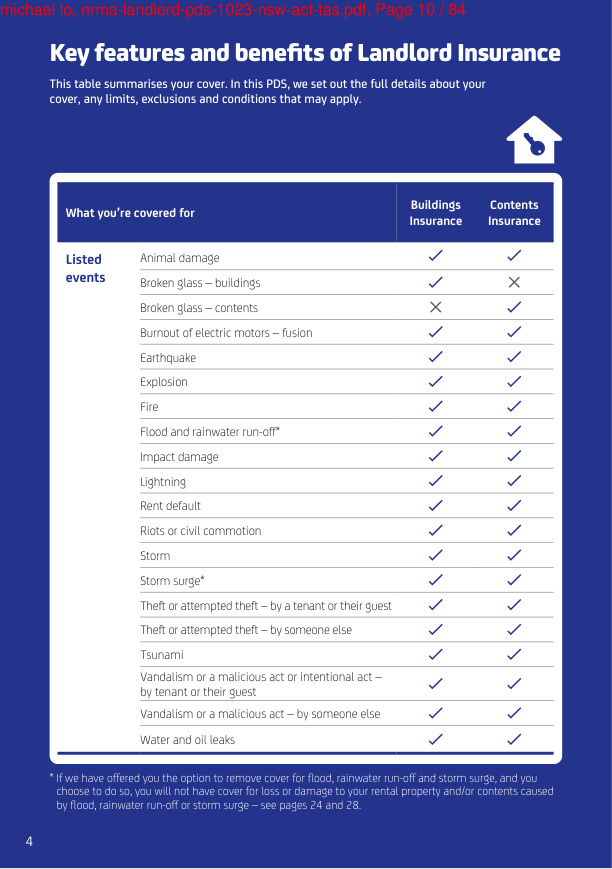 michael lo, nrma-landlord-pds-1023-nsw-act-tas.pdf, Page 10 / 84
Key features and benefits of Landlord Insurance
This table summarises your cover. In this PDS, we set out the full details about your
cover, any limits, exclusions and conditions that may apply.
What you're covered for
Buildings
Insurance
Contents
Insurance
Listed
events
Animal damage
Broken glass – buildings
Broken glass – contents
Burnout of electric motors – fusion
Earthquake
Explosion
Fire
Flood and rainwater run-off*
Impact damage
Lightning
Rent default
Riots or civil commotion
Storm
Storm surge*
Theft or attempted theft – by a tenant or their guest
Theft or attempted theft – by someone else
Tsunami
Vandalism or a malicious act or intentional act –
by tenant or their guest
Vandalism or a malicious act – by someone else
Water and oil leaks
* If we have offered you the option to remove cover for flood, rainwater run-off and storm surge, and you
choose to do so, you will not have cover for loss or damage to your rental property and/or contents caused
by flood, rainwater run-off or storm surge – see pages 24 and 28.
4